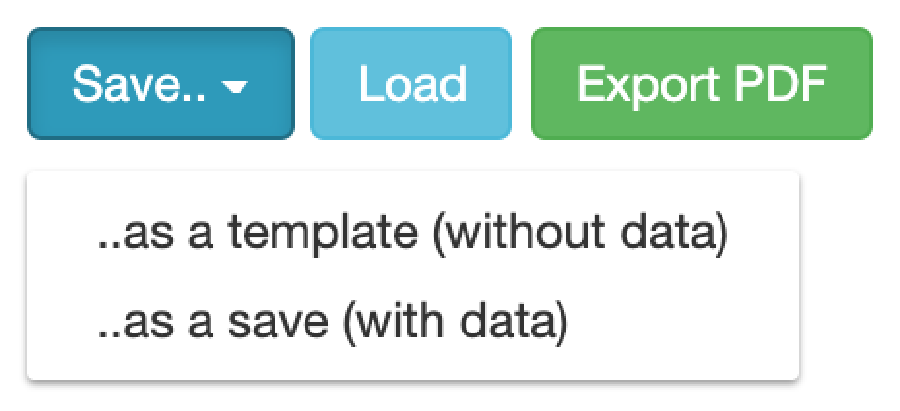 Save.. Load Export PDF
..as a template (without data)
..as a save (with data)